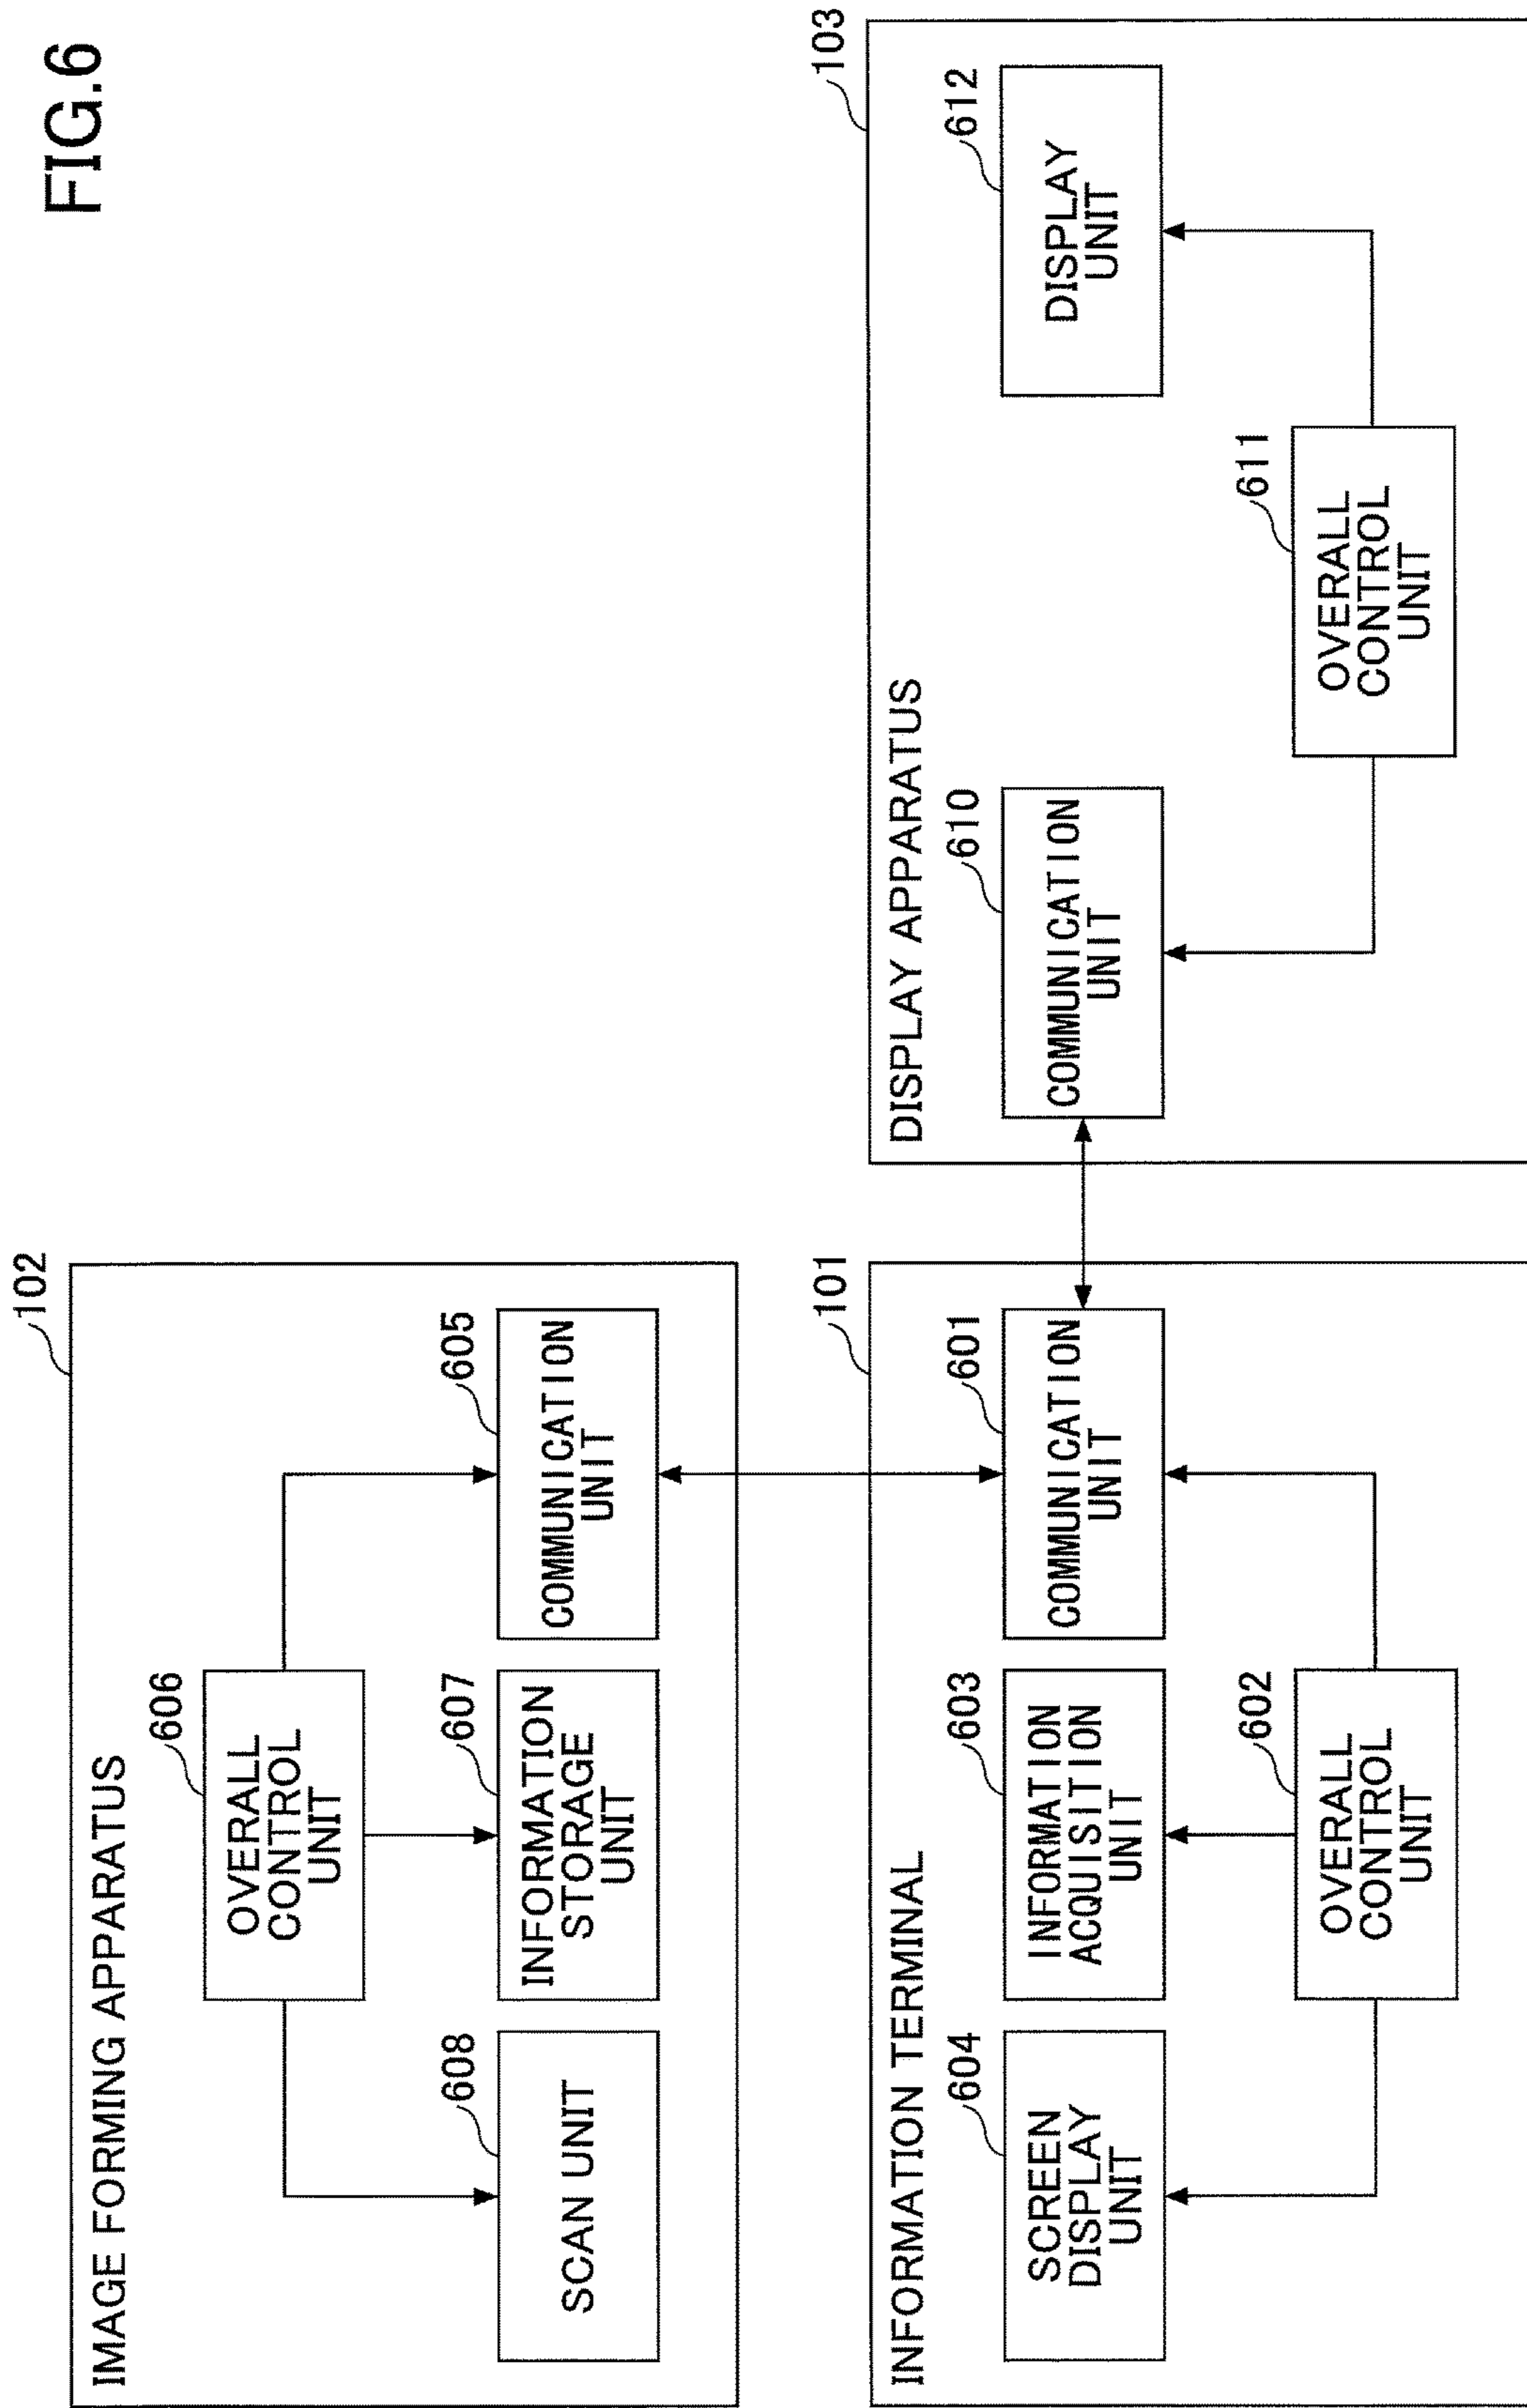 FIG.6
102
IMAGE FORMING APPARATUS
606
OVERALL
CONTROL
UNIT
608
SCAN UNIT
607
INFORMATION
STORAGE
UNIT
605
COMMUNICATION
UNIT
101
INFORMATION TERMINAL
604
SCREEN
DISPLAY
UNIT
603
INFORMATION
ACQUISITION
UNIT
601
COMMUNICATION
UNIT
602
OVERALL
CONTROL
UNIT
103
DISPLAY APPARATUS
610
COMMUNICATION
UNIT
612
DISPLAY
UNIT
611
OVERALL
CONTROL
UNIT